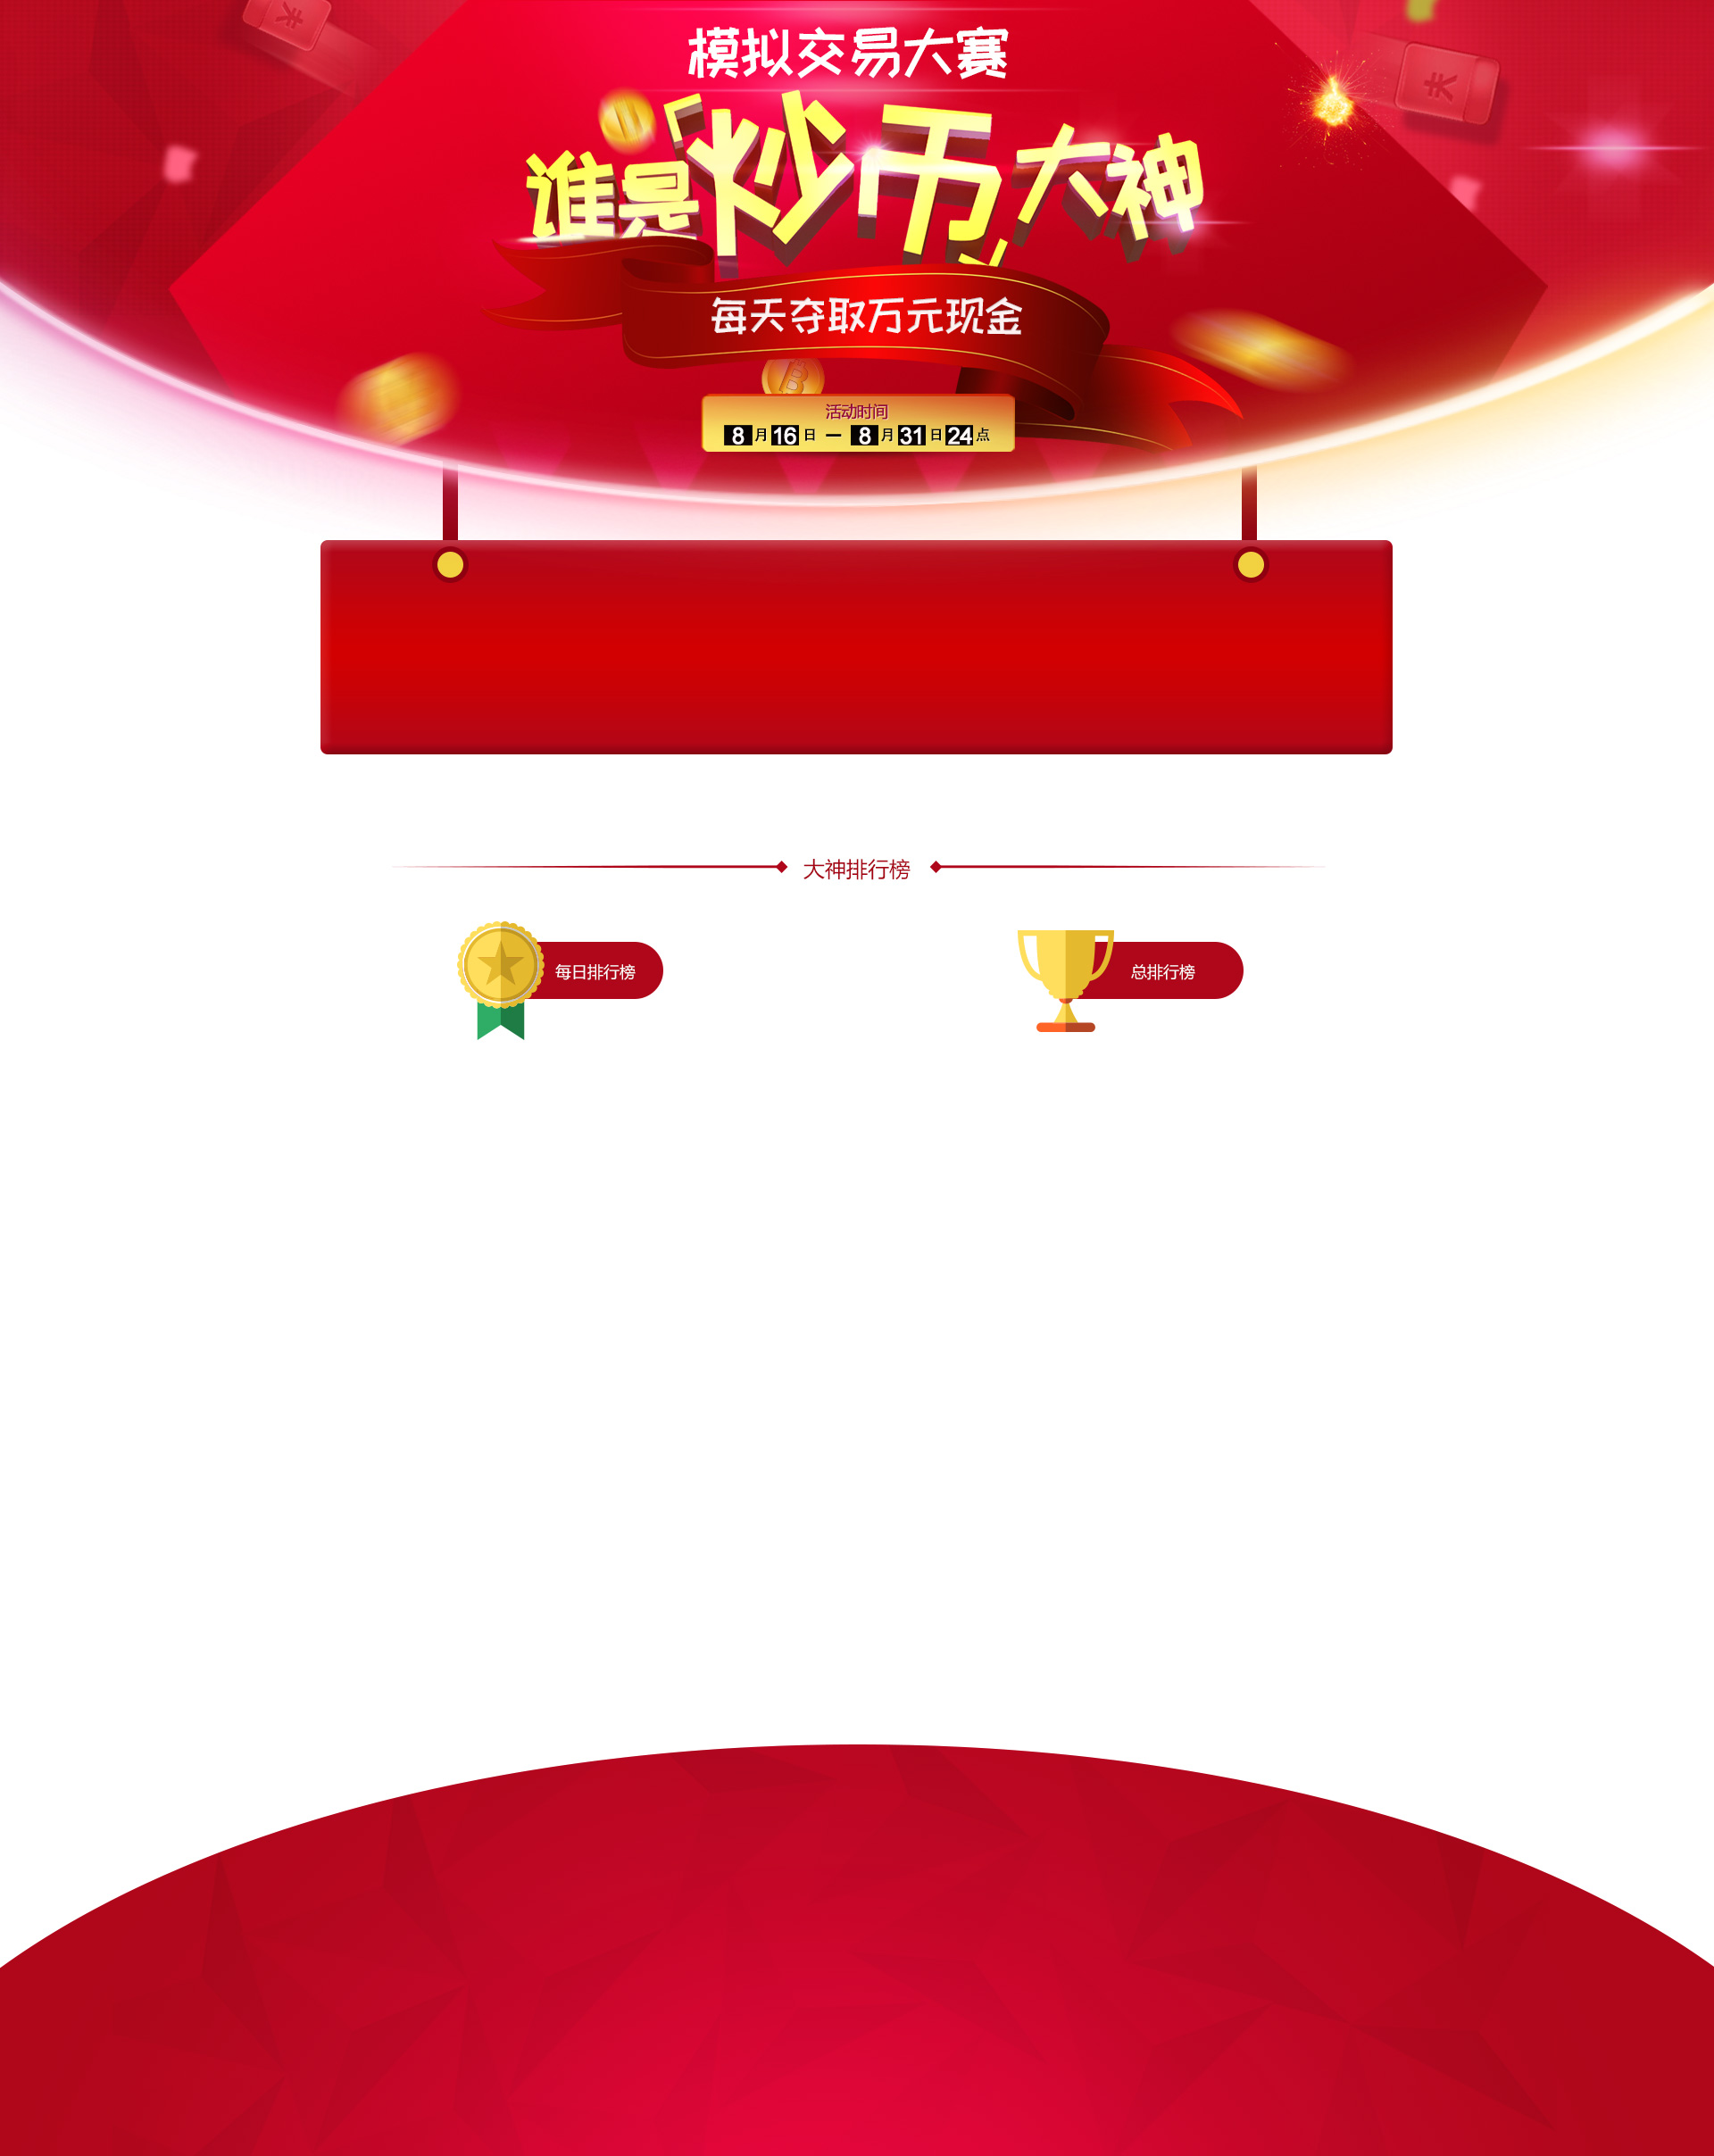 模拟交易大赛
谁是「炒币」大神
每天夺取万元现金
活动时间
8月16日 — 8月31日24点
大神排行榜
每日排行榜
总排行榜